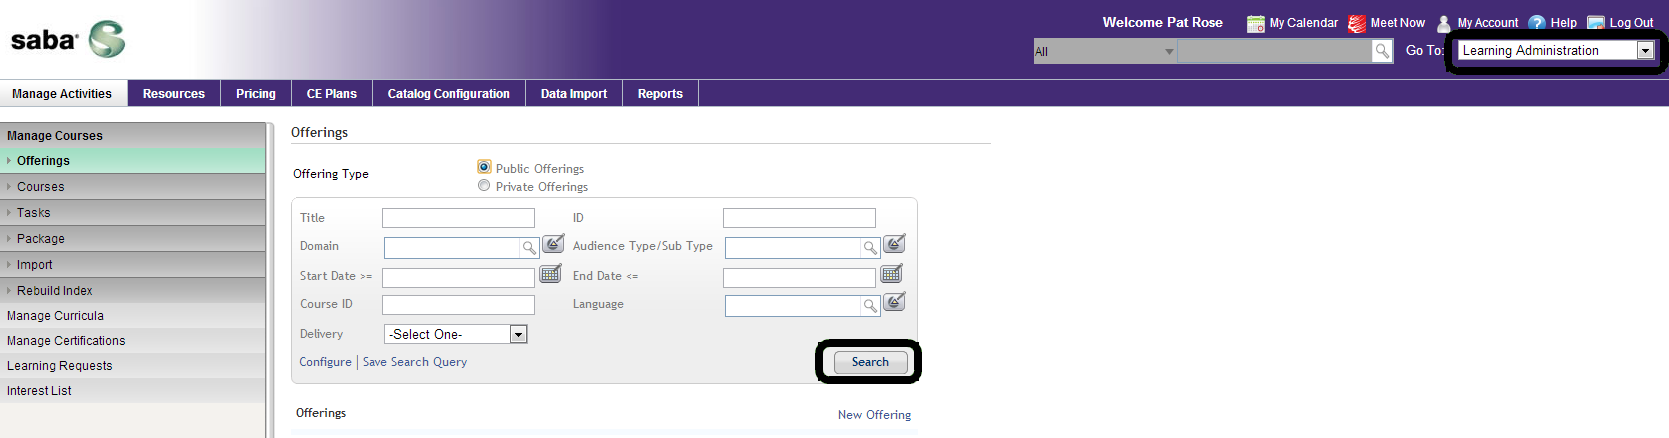 saba
Welcome Pat Rose My Calendar Meet Now My Account Help Log Out
All Go To: Learning Administration
Manage Activities Resources Pricing CE Plans Catalog Configuration Data Import Reports
Manage Courses
Offerings
Courses
Tasks
Package
Import
Rebuild Index
Manage Curricula
Manage Certifications
Learning Requests
Interest List
Offerings
Offering Type
Public Offerings
Private Offerings
Title ID
Domain Audience Type/Sub Type
Start Date >= End Date <=
Course ID Language
Delivery -Select One-
Configure | Save Search Query Search
Offerings New Offering